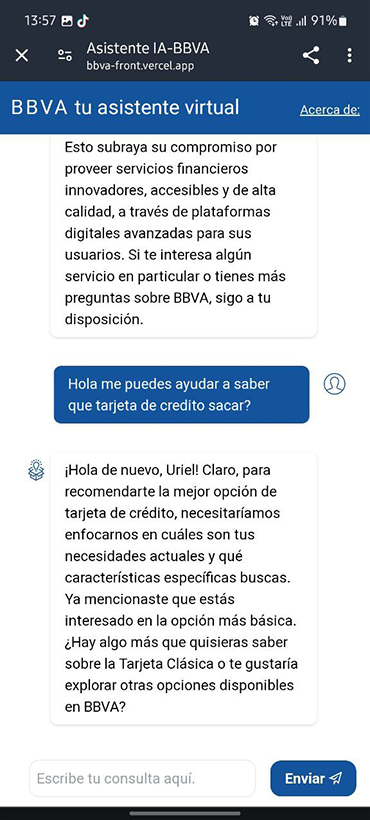 13:57
Vo)) LTE 91%
Asistente IA-BBVA
bbva-front.vercel.app
BBVA tu asistente virtual
Acerca de:
Esto subraya su compromiso por
proveer servicios financieros
innovadores, accesibles y de alta
calidad, a través de plataformas
digitales avanzadas para sus
usuarios. Si te interesa algún
servicio en particular o tienes más
preguntas sobre BBVA, sigo a tu
disposición.
Hola me puedes ayudar a saber
que tarjeta de credito sacar?
¡Hola de nuevo, Uriel! Claro, para
recomendarte la mejor opción de
tarjeta de crédito, necesitaríamos
enfocarnos en cuáles son tus
necesidades actuales y qué
características específicas buscas.
Ya mencionaste que estás
interesado en la opción más básica.
¿Hay algo más que quisieras saber
sobre la Tarjeta Clásica o te gustaría
explorar otras opciones disponibles
en BBVA?
Escribe tu consulta aquí.
Enviar